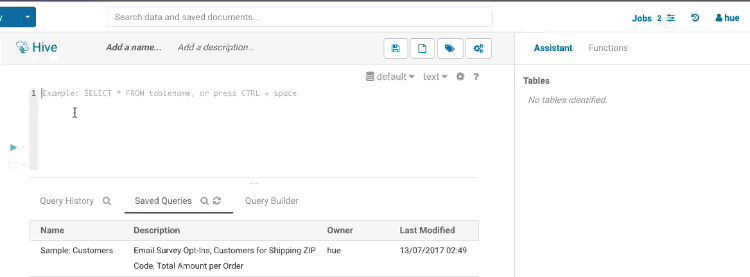 Search data and saved documents...
Jobs 2
hue
Hive
Add a name...
Add a description...
Assistant
Functions
default
text
?
Tables
No tables identified.
1
Example: SELECT * FROM tablename, or press CTRL + space
...
Query History
Saved Queries
Query Builder
Name Description Owner Last Modified
Sample: Customers Email Survey Opt-Ins, Customers for Shipping ZIP hue 13/07/2017 02:49
Code, Total Amount per Order